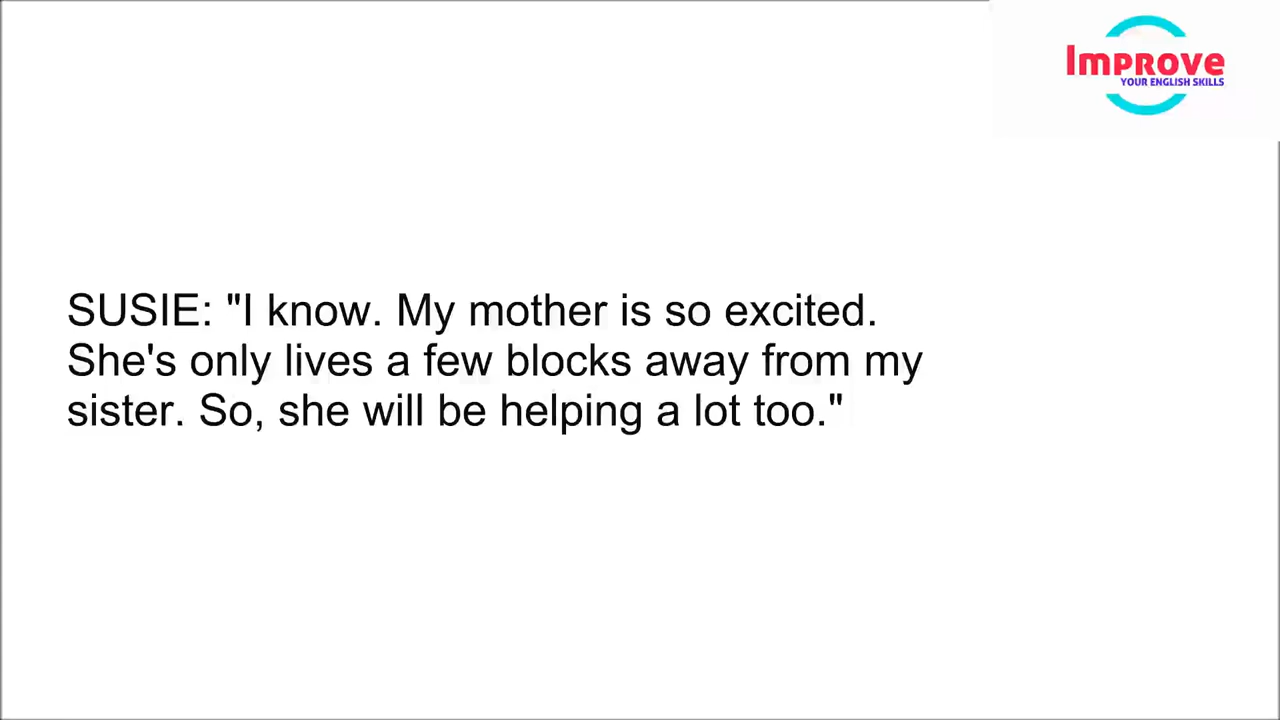 Improve
YOUR ENGLISH SKILLS
SUSIE: "I know. My mother is so excited.
She's only lives a few blocks away from my
sister. So, she will be helping a lot too."